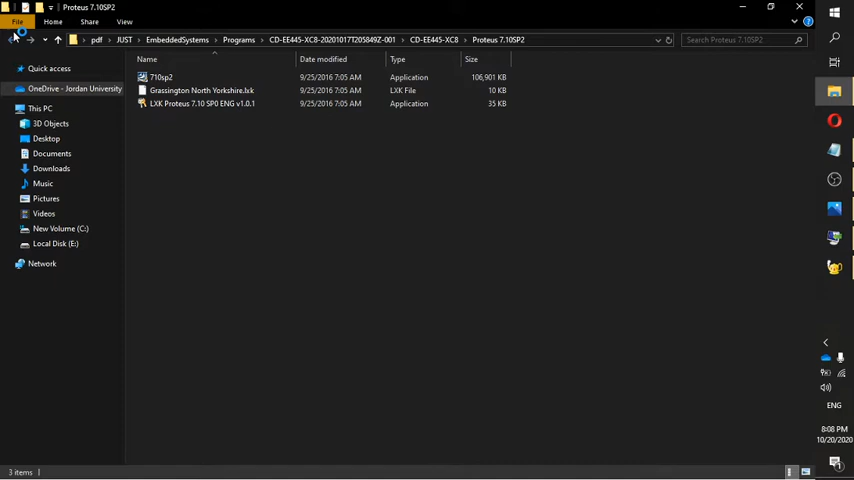 Proteus 7.10SP2
File Home Share View
pdf JUST EmbeddedSystems Programs CD-EE445-XC8-20201017T205849Z-001 CD-EE445-XC8 Proteus 7.10SP2 Search Proteus 7.10SP2
Name Date modified Type Size
710sp2 9/25/2016 7:05 AM Application 106,901 KB
Grassington North Yorkshire.lxk 9/25/2016 7:05 AM LXK File 10 KB
LXK Proteus 7.10 SP0 ENG v1.0.1 9/25/2016 7:05 AM Application 35 KB
Quick access
OneDrive - Jordan University
This PC
3D Objects
Desktop
Documents
Downloads
Music
Pictures
Videos
New Volume (C:)
Local Disk (E:)
Network
3 items
ENG
8:08 PM
10/20/2020